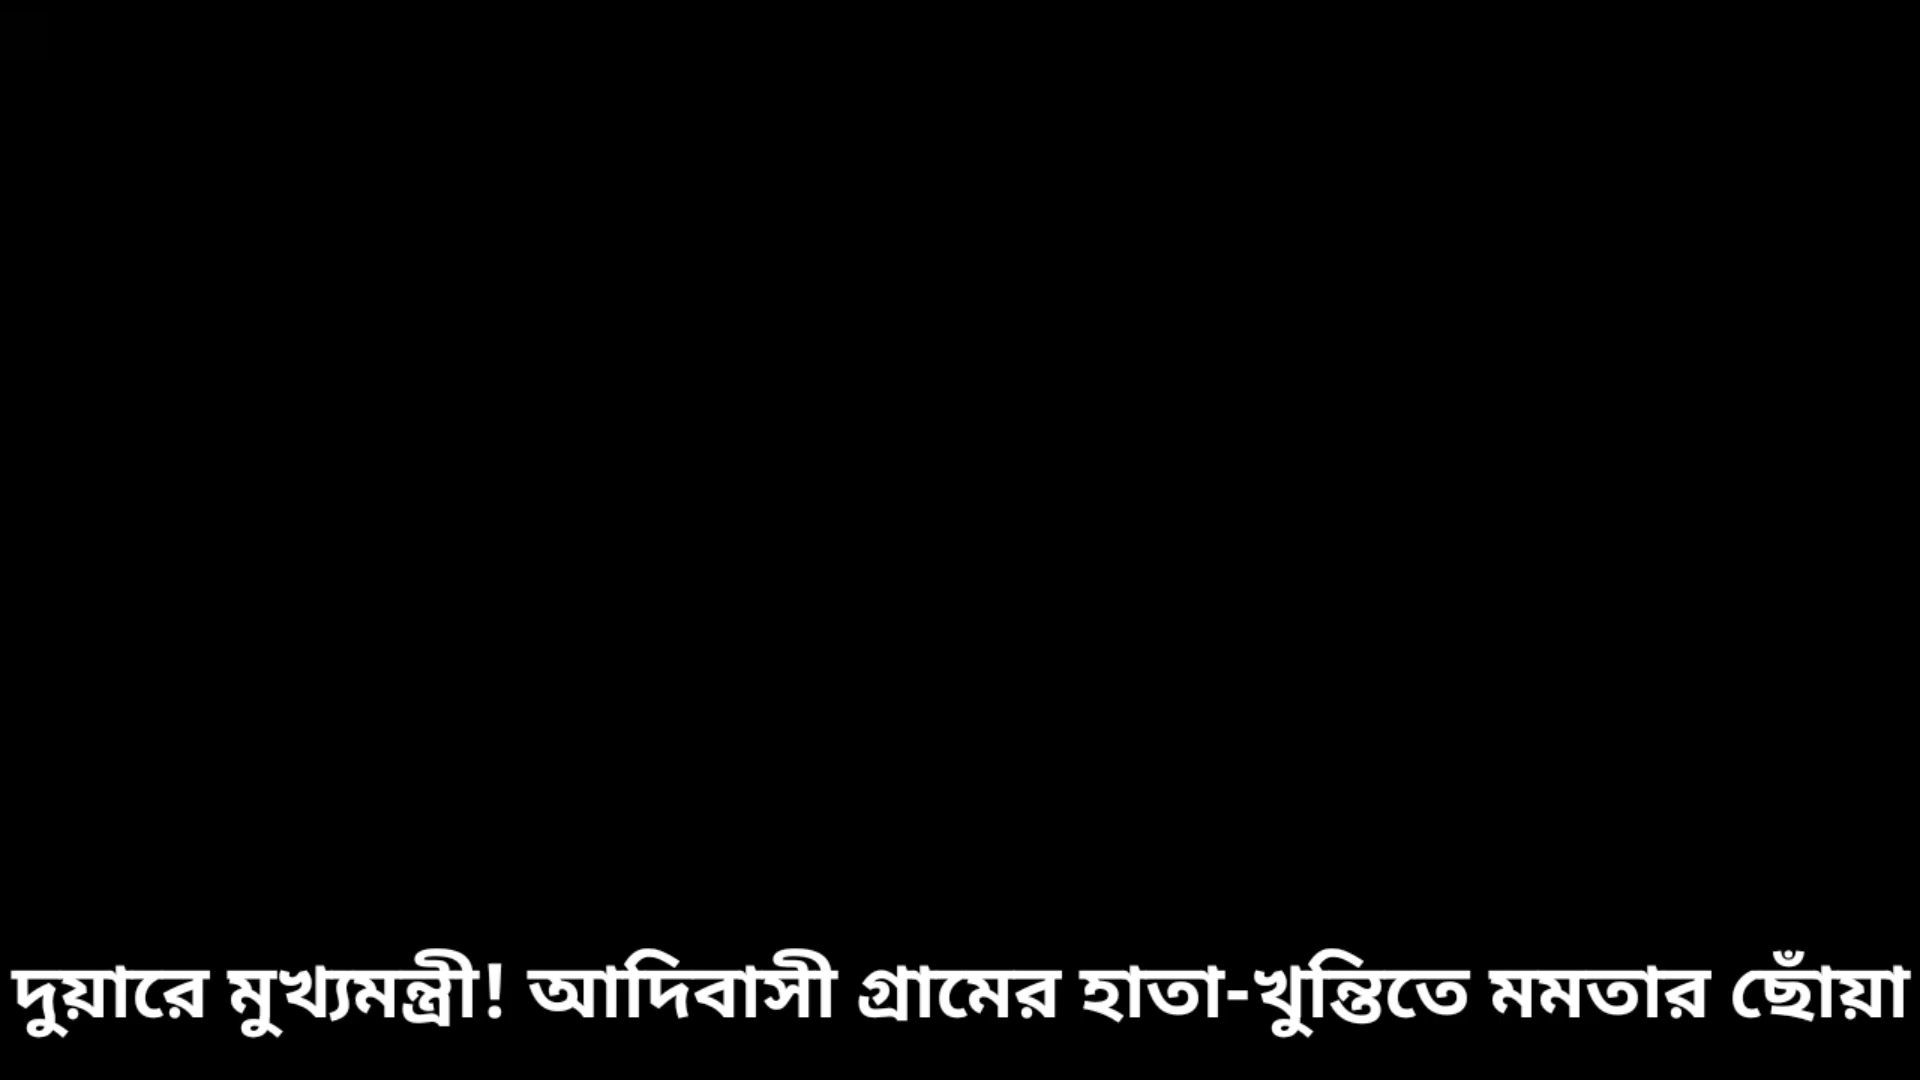 দুয়ারে মুখ্যমন্ত্রী! আদিবাসী গ্রামের হাতা-খুন্তিতে মমতার ছোঁয়া